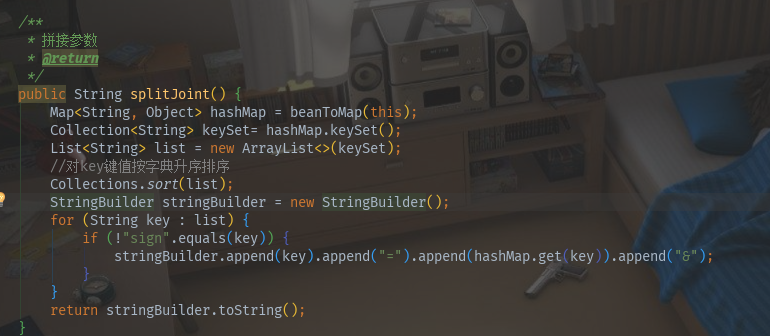 /**
 * 拼接参数
 * @return
 */
public String splitJoint() {
    Map<String, Object> hashMap = beanToMap(this);
    Collection<String> keySet= hashMap.keySet();
    List<String> list = new ArrayList<>(keySet);
    //对key键值按字典升序排序
    Collections.sort(list);
    StringBuilder stringBuilder = new StringBuilder();
    for (String key : list) {
        if (!"sign".equals(key)) {
            stringBuilder.append(key).append("=").append(hashMap.get(key)).append("&");
        }
    }
    return stringBuilder.toString();
}